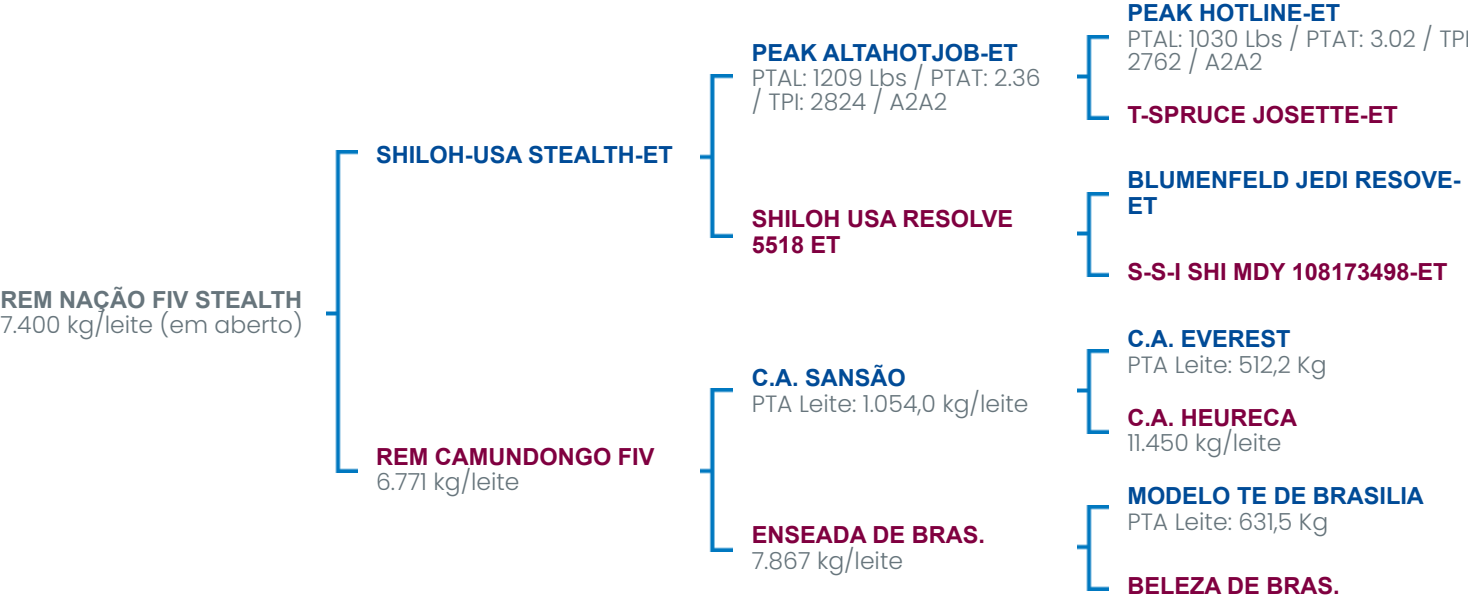 REM NAÇÃO FIV STEALTH
7.400 kg/leite (em aberto)
SHILOH-USA STEALTH-ET
REM CAMUNDONGO FIV
6.771 kg/leite
PEAK ALTAHOTJOB-ET
PTAL: 1209 Lbs / PTAT: 2.36
/ TPI: 2824 / A2A2
SHILOH USA RESOLVE
5518 ET
C.A. SANSÃO
PTA Leite: 1.054,0 kg/leite
ENSEADA DE BRAS.
7.867 kg/leite
PEAK HOTLINE-ET
PTAL: 1030 Lbs / PTAT: 3.02 / TPI
2762 / A2A2
T-SPRUCE JOSETTE-ET
BLUMENFELD JEDI RESOVE-
ET
S-S-I SHI MDY 108173498-ET
C.A. EVEREST
PTA Leite: 512,2 Kg
C.A. HEURECA
11.450 kg/leite
MODELO TE DE BRASILIA
PTA Leite: 631,5 Kg
BELEZA DE BRAS.